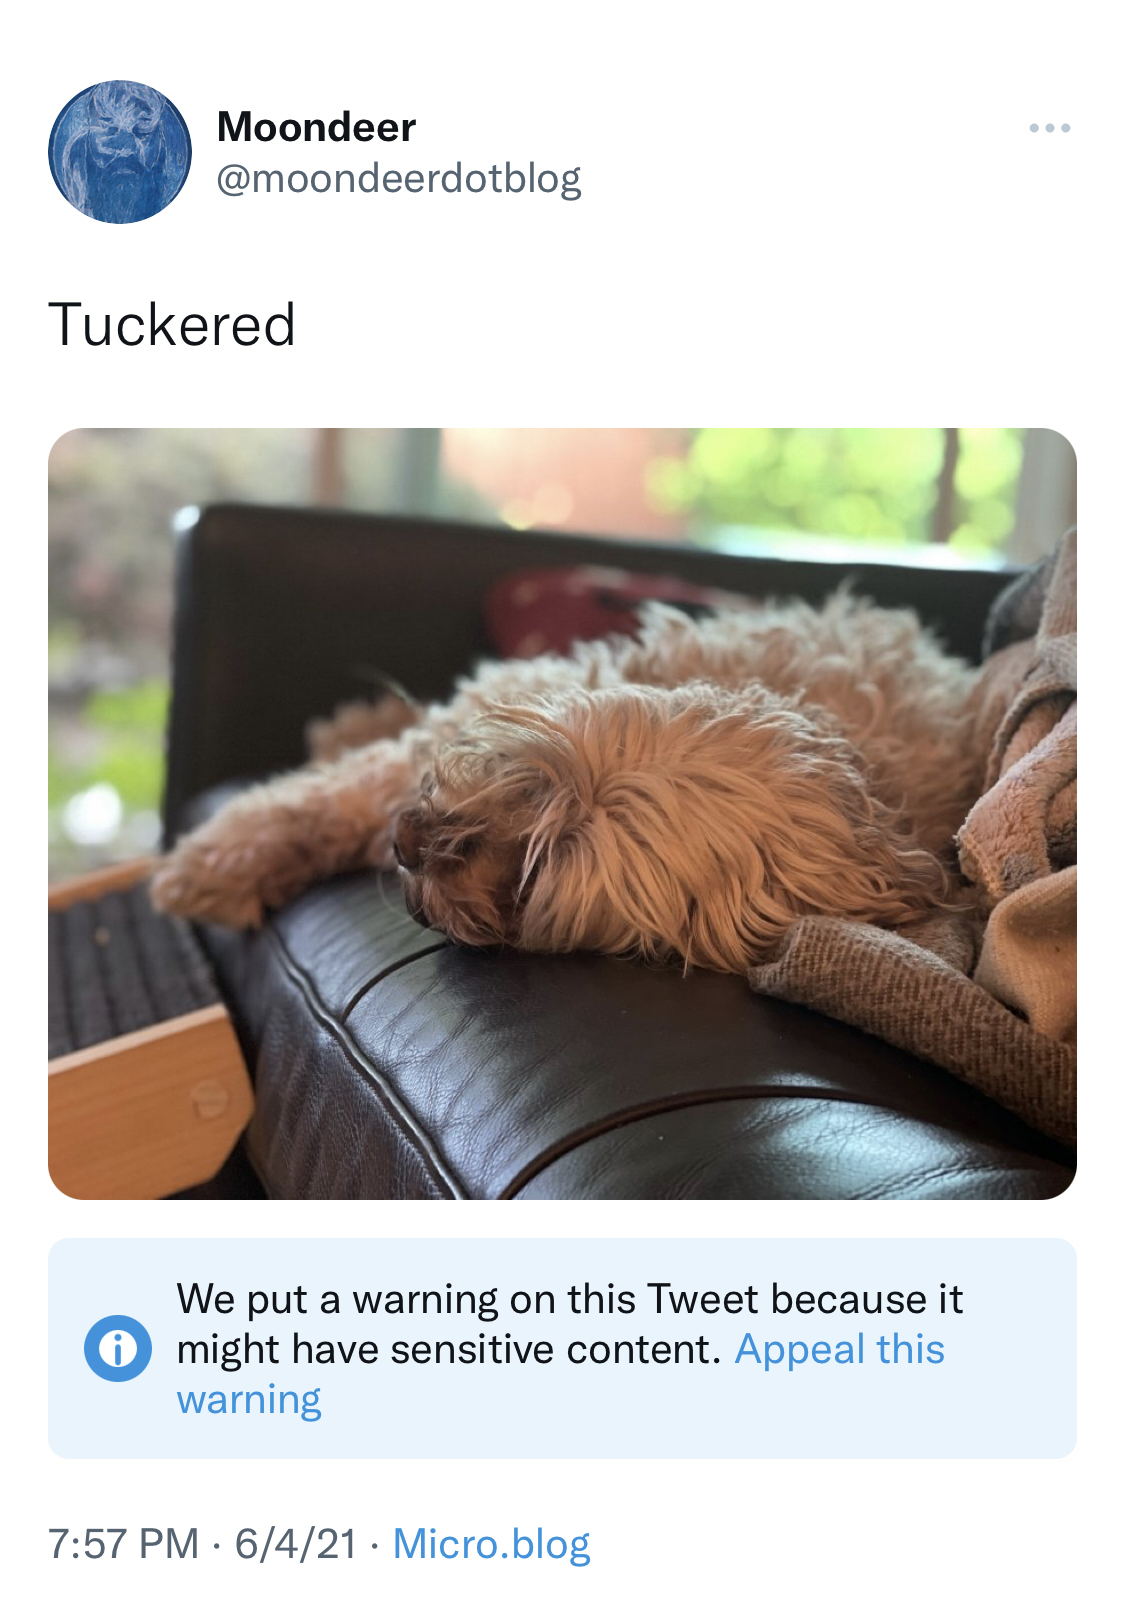 Moondeer
@moondeerdotblog
Tuckered
We put a warning on this Tweet because it
might have sensitive content. Appeal this
warning
7:57 PM · 6/4/21 · Micro.blog